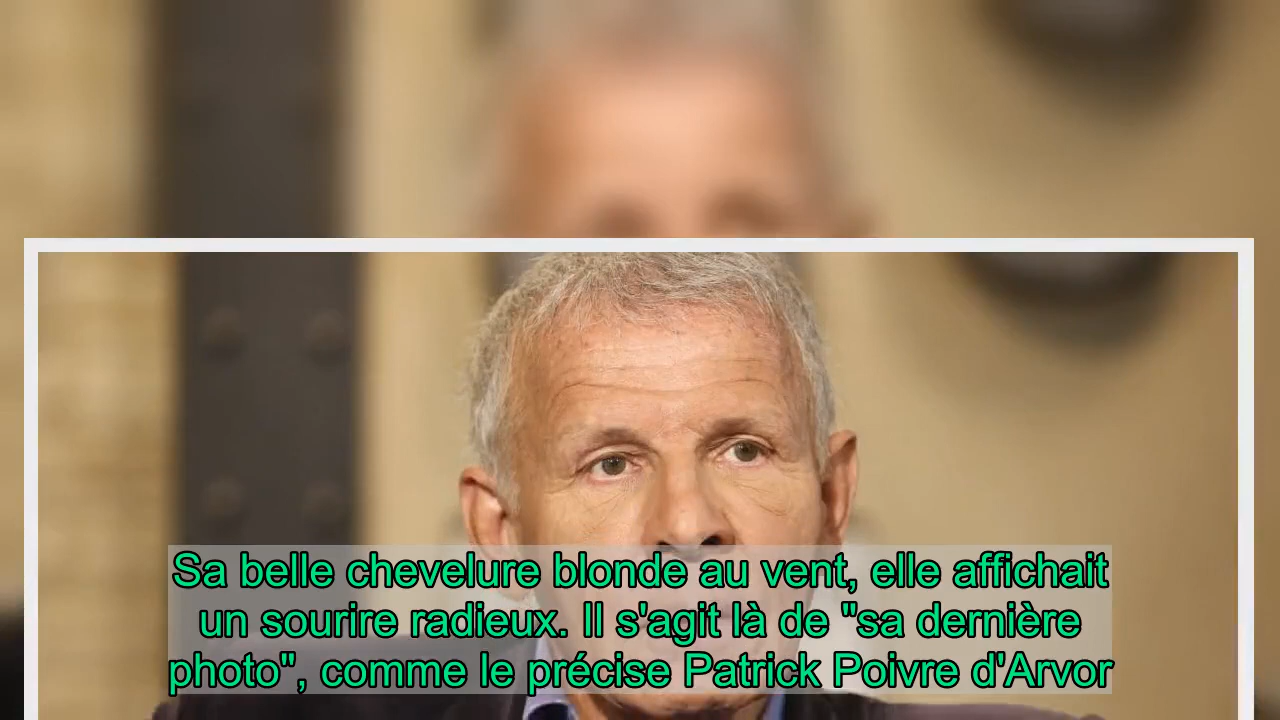 Sa belle chevelure blonde au vent, elle affichait
un sourire radieux. Il s'agit là de "sa dernière
photo", comme le précise Patrick Poivre d'Arvor